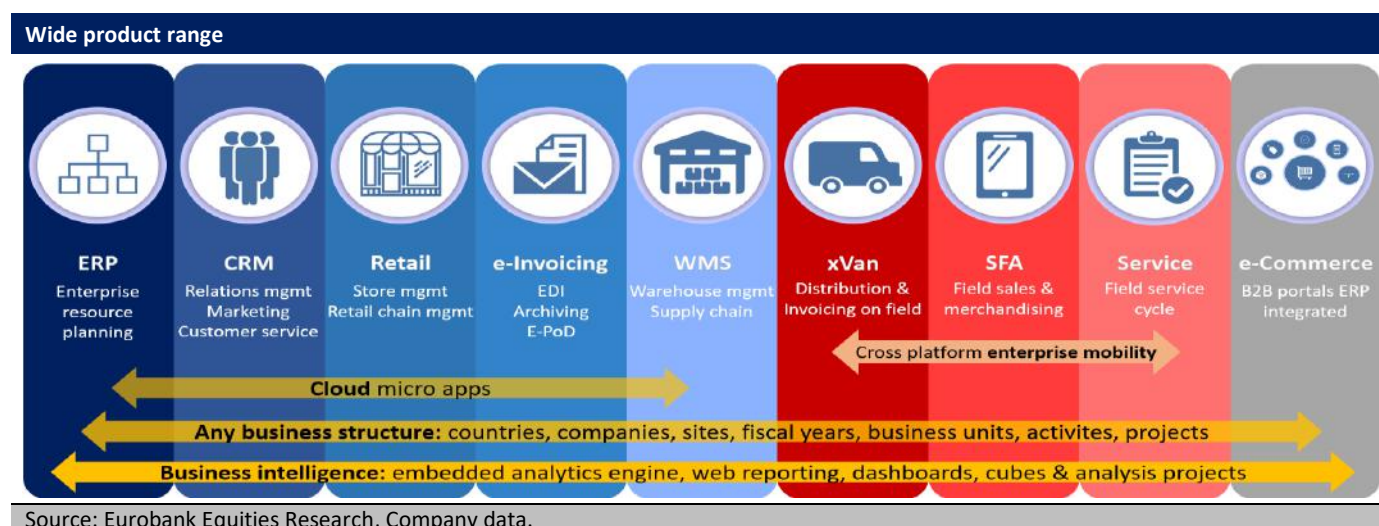 Wide product range
ERP
Enterprise
resource
planning
CRM
Relations mgmt
Marketing
Customer service
Retail
Store mgmt
Retail chain mgmt
e-Invoicing
EDI
Archiving
E-PoD
WMS
Warehouse mgmt
Supply chain
xVan
Distribution &
Invoicing on field
SFA
Field sales &
merchandising
Service
Field service
cycle
e-Commerce
B2B portals ERP
integrated
Cross platform enterprise mobility
Cloud micro apps
Any business structure: countries, companies, sites, fiscal years, business units, activites, projects
Business intelligence: embedded analytics engine, web reporting, dashboards, cubes & analysis projects
Source: Eurobank Equities Research, Company data.